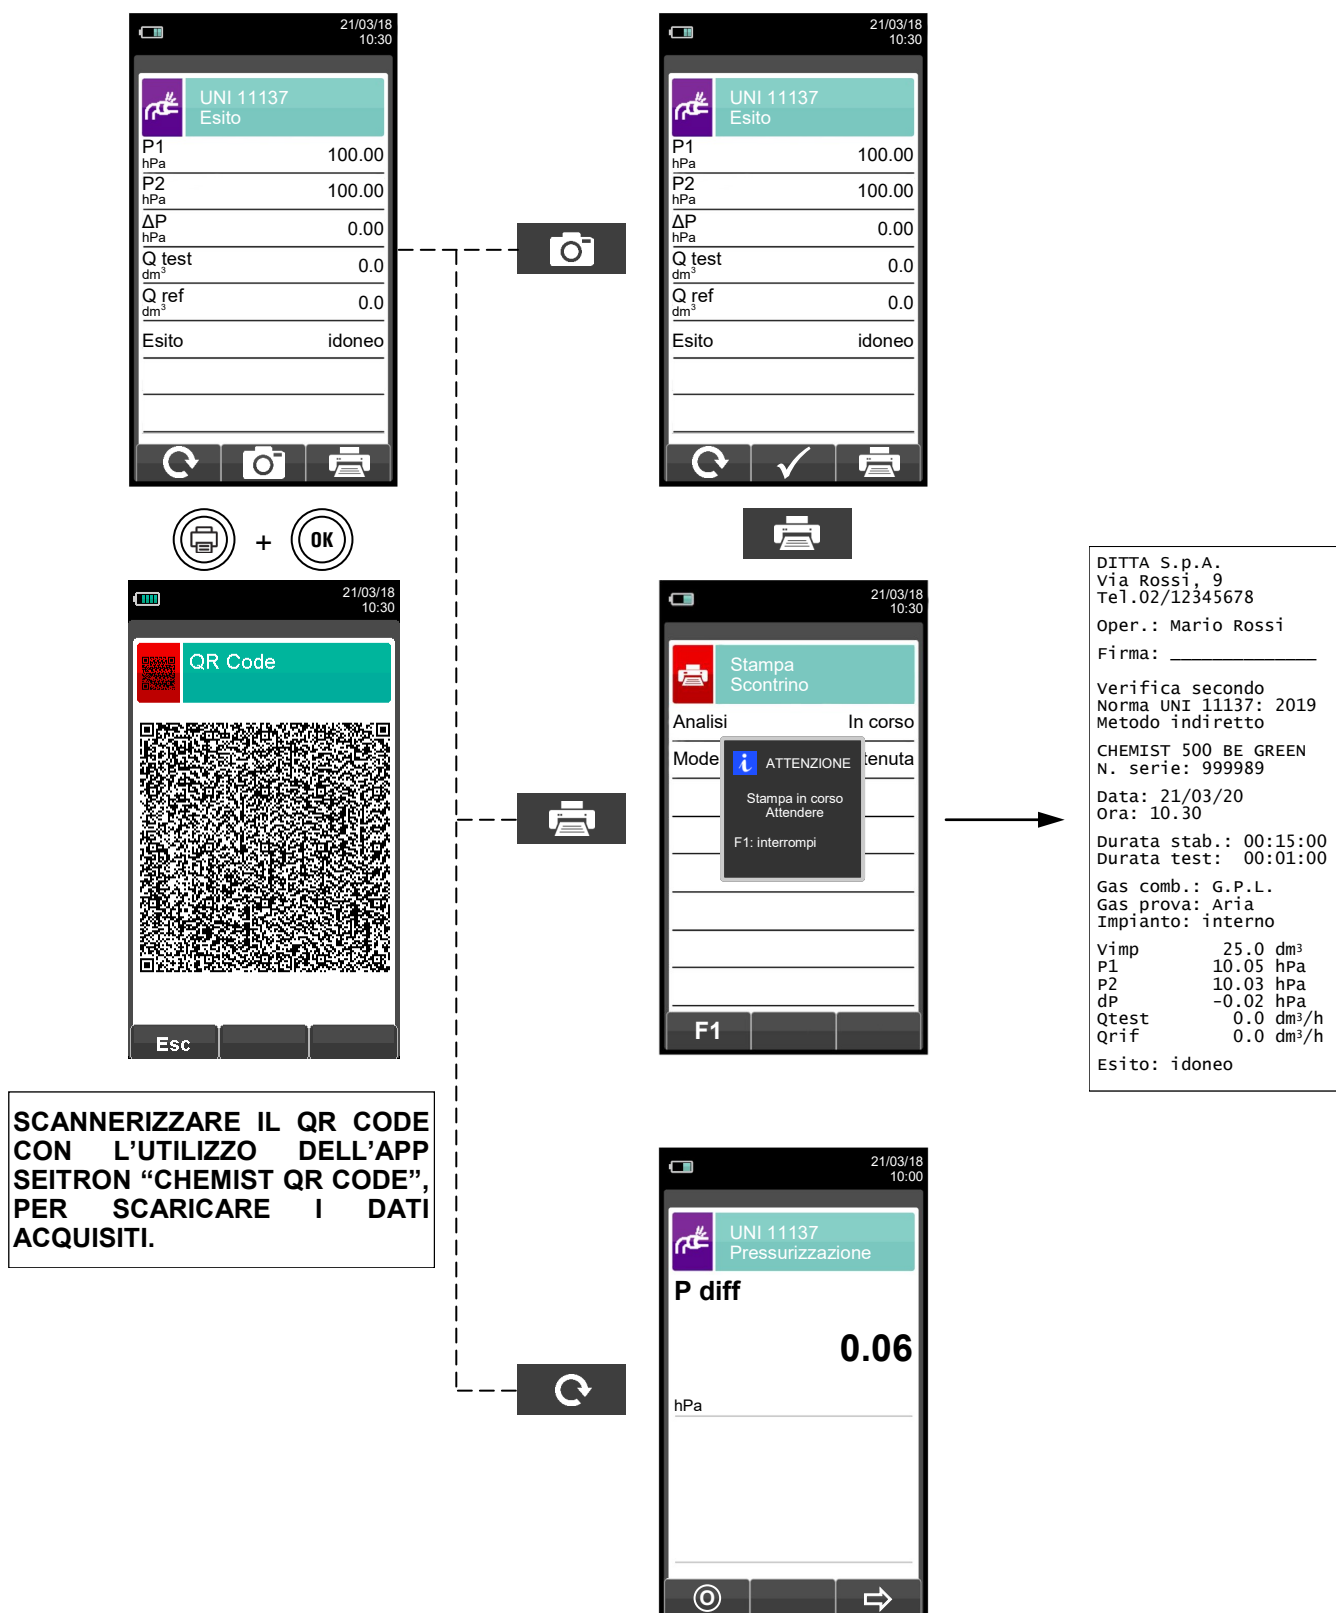 21/03/18
10:30
UNI 11137
Esito
P1
hPa
100.00
P2
hPa
100.00
ΔP
hPa
0.00
Q test
dm³
0.0
Q ref
dm³
0.0
Esito idoneo
21/03/18
10:30
UNI 11137
Esito
P1
hPa
100.00
P2
hPa
100.00
ΔP
hPa
0.00
Q test
dm³
0.0
Q ref
dm³
0.0
Esito idoneo
+ OK
21/03/18
10:30
QR Code
Esc
SCANNERIZZARE IL QR CODE
CON L’UTILIZZO DELL’APP
SEITRON “CHEMIST QR CODE”,
PER SCARICARE I DATI
ACQUISITI.
21/03/18
10:30
Stampa
Scontrino
Analisi In corso
Mode tenuta
i ATTENZIONE
Stampa in corso
Attendere
F1: interrompi
F1
DITTA S.p.A.
Via Rossi, 9
Tel.02/12345678
Oper.: Mario Rossi
Firma: ______________
Verifica secondo
Norma UNI 11137: 2019
Metodo indiretto
CHEMIST 500 BE GREEN
N. serie: 999989
Data: 21/03/20
Ora: 10.30
Durata stab.: 00:15:00
Durata test: 00:01:00
Gas comb.: G.P.L.
Gas prova: Aria
Impianto: interno
Vimp 25.0 dm³
P1 10.05 hPa
P2 10.03 hPa
dP -0.02 hPa
Qtest 0.0 dm³/h
Qrif 0.0 dm³/h
Esito: idoneo
21/03/18
10:00
UNI 11137
Pressurizzazione
P diff
0.06
hPa